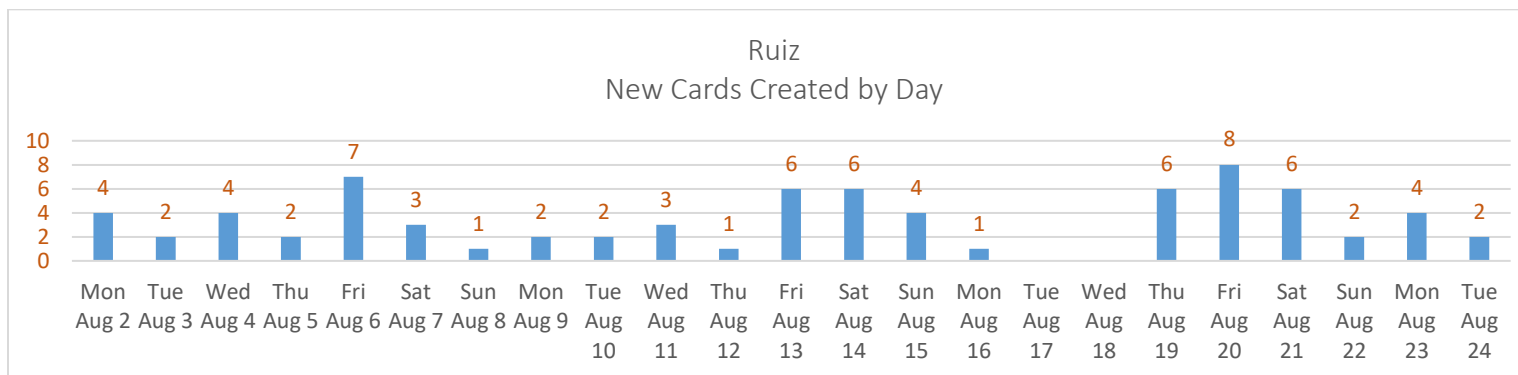 Ruiz
New Cards Created by Day
10
8
6
4
2
0
4 2 4 2 7 3 1 2 2 3 1 6 6 4 1 6 8 6 2 4 2
Mon Tue Wed Thu Fri Sat Sun Mon Tue Wed Thu Fri Sat Sun Mon Tue Wed Thu Fri Sat Sun Mon Tue
Aug 2 Aug 3 Aug 4 Aug 5 Aug 6 Aug 7 Aug 8 Aug 9 Aug Aug Aug Aug Aug Aug Aug Aug Aug Aug Aug Aug Aug Aug Aug
10 11 12 13 14 15 16 17 18 19 20 21 22 23 24